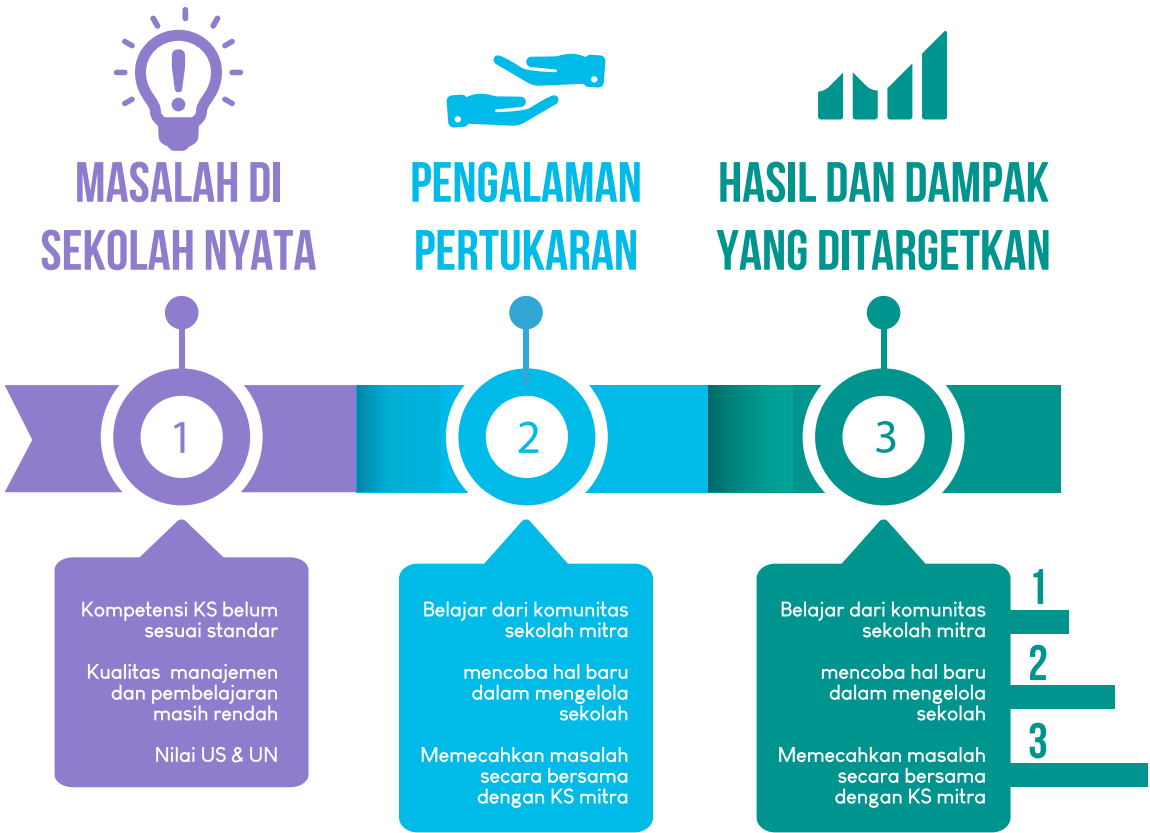 MASALAH DI
SEKOLAH NYATA
PENGALAMAN
PERTUKARAN
HASIL DAN DAMPAK
YANG DITARGETKAN
1
2
3
Kompetensi KS belum
sesuai standar
Kualitas manajemen
dan pembelajaran
masih rendah
Nilai US & UN
Belajar dari komunitas
sekolah mitra
mencoba hal baru
dalam mengelola
sekolah
Memecahkan masalah
secara bersama
dengan KS mitra
Belajar dari komunitas
sekolah mitra
mencoba hal baru
dalam mengelola
sekolah
Memecahkan masalah
secara bersama
dengan KS mitra
1
2
3